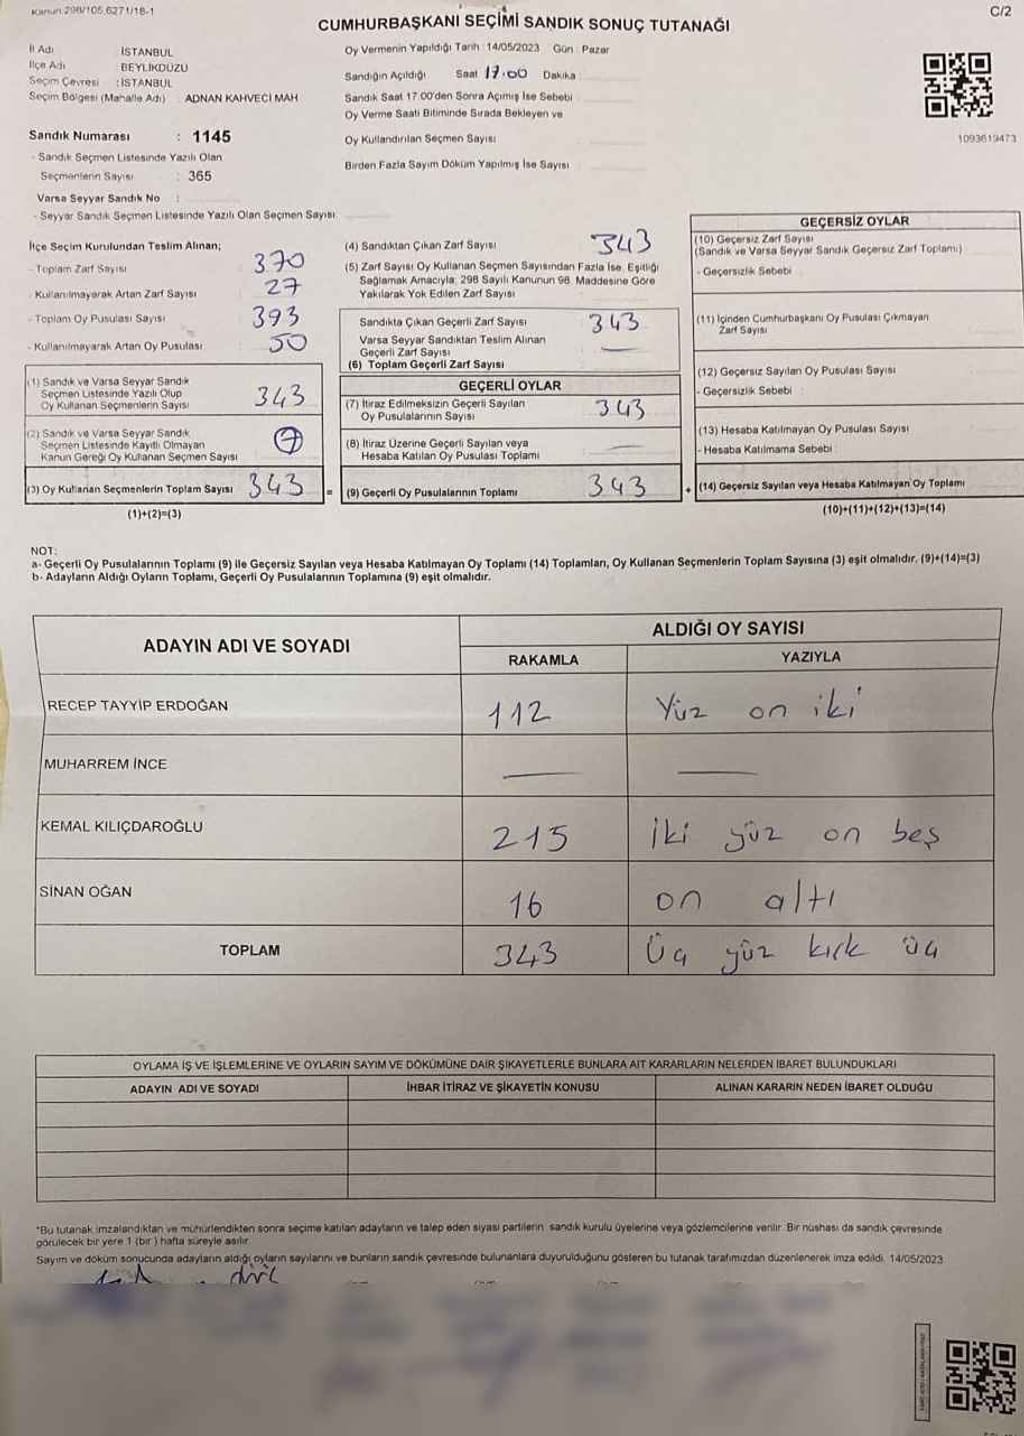 Kanun 298/105,6271/18-1
C/2
CUMHURBAŞKANI SEÇİMİ SANDIK SONUÇ TUTANAĞI
İl Adı İSTANBUL
İlçe Adı BEYLİKDÜZÜ
Seçim Çevresi : İSTANBUL
Seçim Bölgesi (Mahalle Adı) ADNAN KAHVECİ MAH
Sandık Numarası : 1145
- Sandık Seçmen Listesinde Yazılı Olan
Seçmenlerin Sayısı : 365
Varsa Seyyar Sandık No :
- Seyyar Sandık Seçmen Listesinde Yazılı Olan Seçmen Sayısı
Oy Vermenin Yapıldığı Tarih : 14/05/2023 Gün : Pazar
Sandığın Açıldığı Saat 17.00 Dakika
Sandık Saat 17.00'den Sonra Açımış İse Sebebi
Oy Verme Saati Bitiminde Sırada Bekleyen ve
Oy Kullandırılan Seçmen Sayısı
Birden Fazla Sayım Döküm Yapılmış İse Sayısı
1093619473
İlçe Seçim Kurulundan Teslim Alınan;
- Toplam Zarf Sayısı 370
- Kullanılmayarak Artan Zarf Sayısı 27
- Toplam Oy Pusulası Sayısı 393
- Kullanılmayarak Artan Oy Pusulası 50
(1) Sandık ve Varsa Seyyar Sandık
Seçmen Listesinde Yazılı Olup
Oy Kullanan Seçmenlerin Sayısı 343
(2) Sandık ve Varsa Seyyar Sandık
Seçmen Listesinde Kayıtlı Olmayan
Kanun Gereği Oy Kullanan Seçmen Sayısı
(3) Oy Kullanan Seçmenlerin Toplam Sayısı 343
(1)+(2)=(3)
(4) Sandıktan Çıkan Zarf Sayısı 343
(5) Zarf Sayısı Oy Kullanan Seçmen Sayısından Fazla İse, Eşitliği
Sağlamak Amacıyla; 298 Sayılı Kanunun 98. Maddesine Göre
Yakılarak Yok Edilen Zarf Sayısı
Sandıkta Çıkan Geçerli Zarf Sayısı 343
Varsa Seyyar Sandıktan Teslim Alınan
Geçerli Zarf Sayısı —
(6) Toplam Geçerli Zarf Sayısı
GEÇERLİ OYLAR
(7) İtiraz Edilmeksizin Geçerli Sayılan
Oy Pusulalarının Sayısı 343
(8) İtiraz Üzerine Geçerli Sayılan veya
Hesaba Katılan Oy Pusulası Toplamı —
= (9) Geçerli Oy Pusulalarının Toplamı 343
GEÇERSİZ OYLAR
(10) Geçersiz Zarf Sayısı
(Sandık ve Varsa Seyyar Sandık Geçersiz Zarf Toplamı)
- Geçersizlik Sebebi :
(11) İçinden Cumhurbaşkanı Oy Pusulası Çıkmayan
Zarf Sayısı
(12) Geçersiz Sayılan Oy Pusulası Sayısı
- Geçersizlik Sebebi :
(13) Hesaba Katılmayan Oy Pusulası Sayısı
- Hesaba Katılmama Sebebi
+ (14) Geçersiz Sayılan veya Hesaba Katılmayan Oy Toplamı
(10)+(11)+(12)+(13)=(14)
NOT:
a- Geçerli Oy Pusulalarının Toplamı (9) ile Geçersiz Sayılan veya Hesaba Katılmayan Oy Toplamı (14) Toplamları, Oy Kullanan Seçmenlerin Toplam Sayısına (3) eşit olmalıdır. (9)+(14)=(3)
b- Adayların Aldığı Oyların Toplamı, Geçerli Oy Pusulalarının Toplamına (9) eşit olmalıdır.
ADAYIN ADI VE SOYADI ALDIĞI OY SAYISI
RAKAMLA YAZIYLA
RECEP TAYYİP ERDOĞAN 112 Yüz on iki
MUHARREM İNCE — —
KEMAL KILIÇDAROĞLU 215 İki yüz on beş
SİNAN OĞAN 16 on altı
TOPLAM 343 Üç yüz kırk üç
OYLAMA İŞ VE İŞLEMLERİNE VE OYLARIN SAYIM VE DÖKÜMÜNE DAİR ŞİKAYETLERLE BUNLARA AİT KARARLARIN NELERDEN İBARET BULUNDUKLARI
ADAYIN ADI VE SOYADI İHBAR İTİRAZ VE ŞİKAYETİN KONUSU ALINAN KARARIN NEDEN İBARET OLDUĞU
*Bu tutanak imzalandıktan ve mühürlendikten sonra seçime katılan adayların ve talep eden siyasi partilerin sandık kurulu üyelerine veya gözlemcilerine verilir. Bir nüshası da sandık çevresinde
görülecek bir yere 1 (bir) hafta süreyle asılır.
Sayım ve döküm sonucunda adayların aldığı oyların sayılarını ve bunların sandık çevresinde bulunanlara duyurulduğunu gösteren bu tutanak tarafımızdan düzenlenerek imza edildi. 14/05/2023